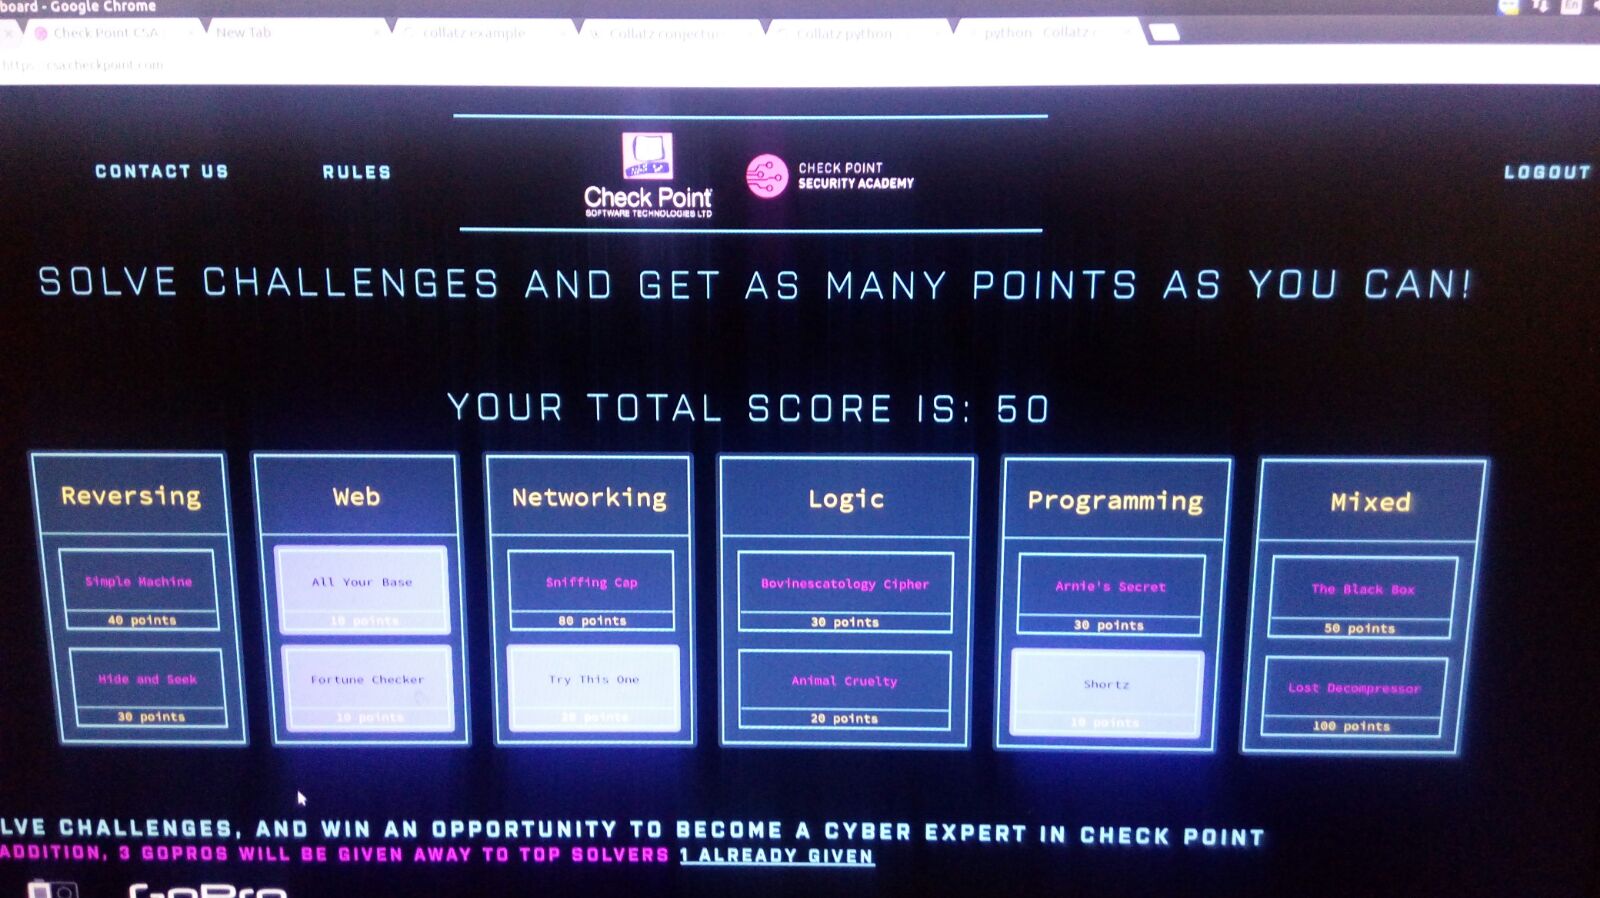 board - Google Chrome
Check Point CSA
New Tab
collatz example
Collatz conjectu
Collatz python
python - Collatz c
https://csa.checkpoint.com
CONTACT US
RULES
Check Point
SOFTWARE TECHNOLOGIES LTD
CHECK POINT
SECURITY ACADEMY
LOGOUT
SOLVE CHALLENGES AND GET AS MANY POINTS AS YOU CAN!
YOUR TOTAL SCORE IS: 50
Reversing
Simple Machine
40 points
Hide and Seek
30 points
Web
All Your Base
10 points
Fortune Checker
10 points
Networking
Sniffing Cap
80 points
Try This One
20 points
Logic
Bovinescatology Cipher
30 points
Animal Cruelty
20 points
Programming
Arnie's Secret
30 points
Shortz
10 points
Mixed
The Black Box
50 points
Lost Decompressor
100 points
LVE CHALLENGES, AND WIN AN OPPORTUNITY TO BECOME A CYBER EXPERT IN CHECK POINT
ADDITION, 3 GOPROS WILL BE GIVEN AWAY TO TOP SOLVERS 1 ALREADY GIVEN
GoPro